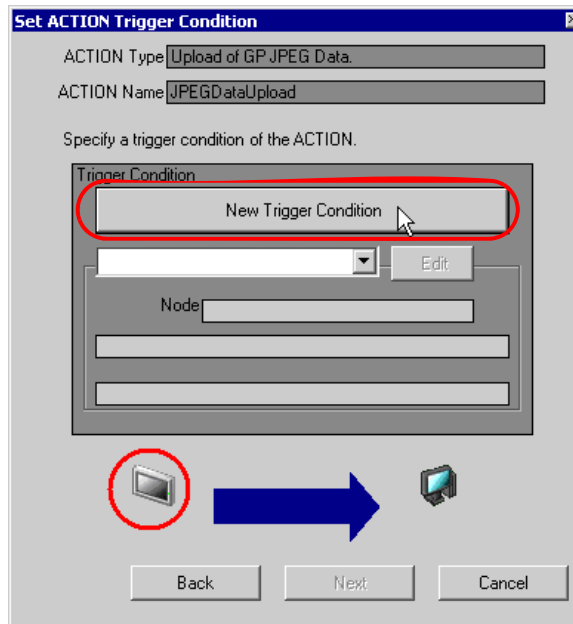 Set ACTION Trigger Condition
ACTION Type Upload of GP JPEG Data.
ACTION Name JPEGDataUpload
Specify a trigger condition of the ACTION.
Trigger Condition
New Trigger Condition
Edit
Node
Back Next Cancel